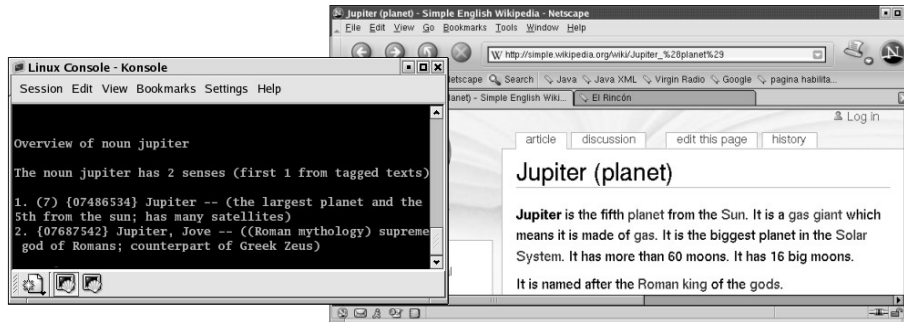 Jupiter (planet) - Simple English Wikipedia - Netscape
File Edit View Go Bookmarks Tools Window Help
http://simple.wikipedia.org/wiki/Jupiter_%28planet%29
Netscape Search Java Java XML Virgin Radio Google pagina habilita...
planet) - Simple English Wiki... El Rincón
Log in
article discussion edit this page history
Jupiter (planet)
Jupiter is the fifth planet from the Sun. It is a gas giant which
means it is made of gas. It is the biggest planet in the Solar
System. It has more than 60 moons. It has 16 big moons.
It is named after the Roman king of the gods.
Linux Console - Konsole
Session Edit View Bookmarks Settings Help
Overview of noun jupiter
The noun jupiter has 2 senses (first 1 from tagged texts)
1. (7) {07486534} Jupiter -- (the largest planet and the
5th from the sun; has many satellites)
2. {07687542} Jupiter, Jove -- ((Roman mythology) supreme
god of Romans; counterpart of Greek Zeus)